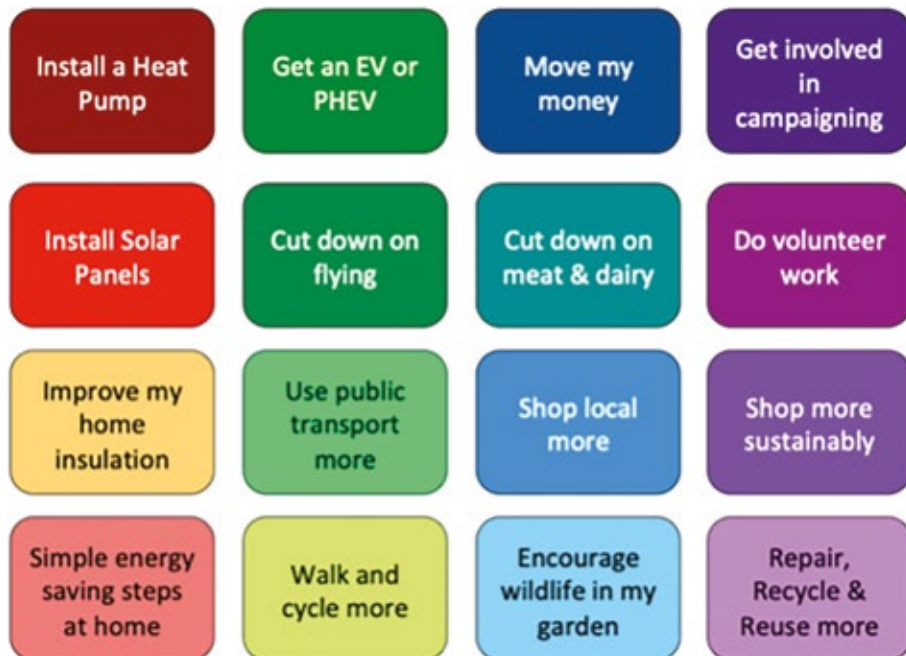 Install a Heat
Pump
Get an EV or
PHEV
Move my
money
Get involved
in
campaigning
Install Solar
Panels
Cut down on
flying
Cut down on
meat & dairy
Do volunteer
work
Improve my
home
insulation
Use public
transport
more
Shop local
more
Shop more
sustainably
Simple energy
saving steps
at home
Walk and
cycle more
Encourage
wildlife in my
garden
Repair,
Recycle &
Reuse more